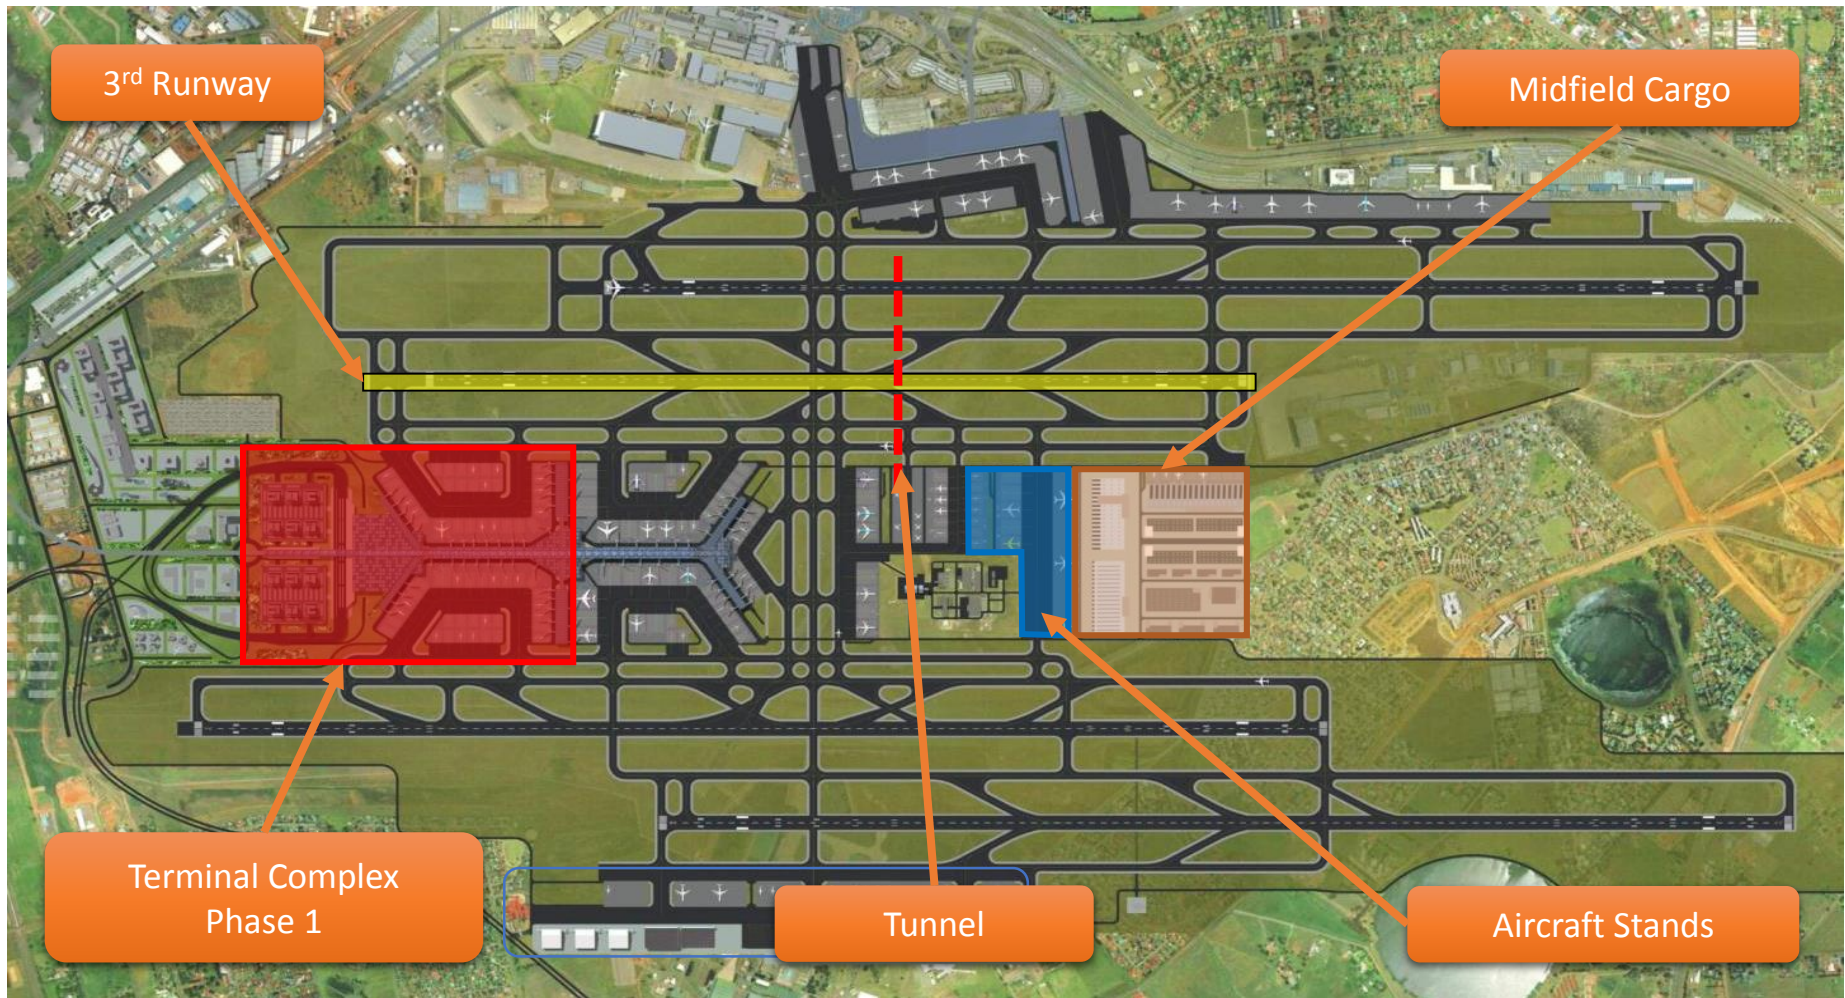 3rd Runway
Midfield Cargo
Terminal Complex
Phase 1
Tunnel
Aircraft Stands